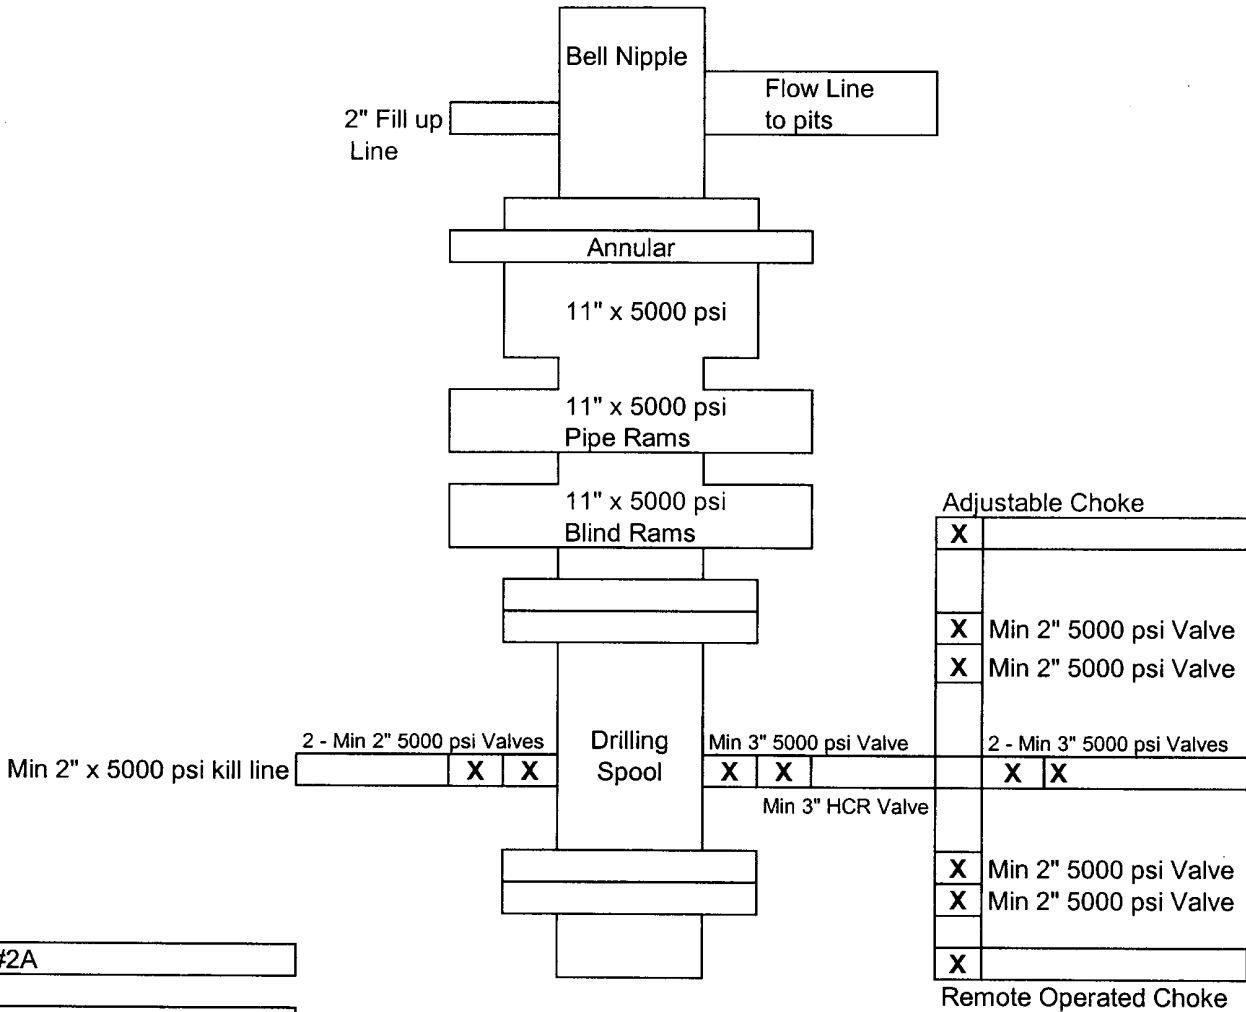 Bell Nipple
Flow Line
to pits
2" Fill up
Line
Annular
11" x 5000 psi
11" x 5000 psi
Pipe Rams
11" x 5000 psi
Blind Rams
Adjustable Choke
X
X Min 2" 5000 psi Valve
X Min 2" 5000 psi Valve
2 - Min 2" 5000 psi Valves
Drilling
Spool
Min 3" 5000 psi Valve
2 - Min 3" 5000 psi Valves
Min 2" x 5000 psi kill line
X X
X X
X X
Min 3" HCR Valve
X Min 2" 5000 psi Valve
X Min 2" 5000 psi Valve
#2A
X
Remote Operated Choke